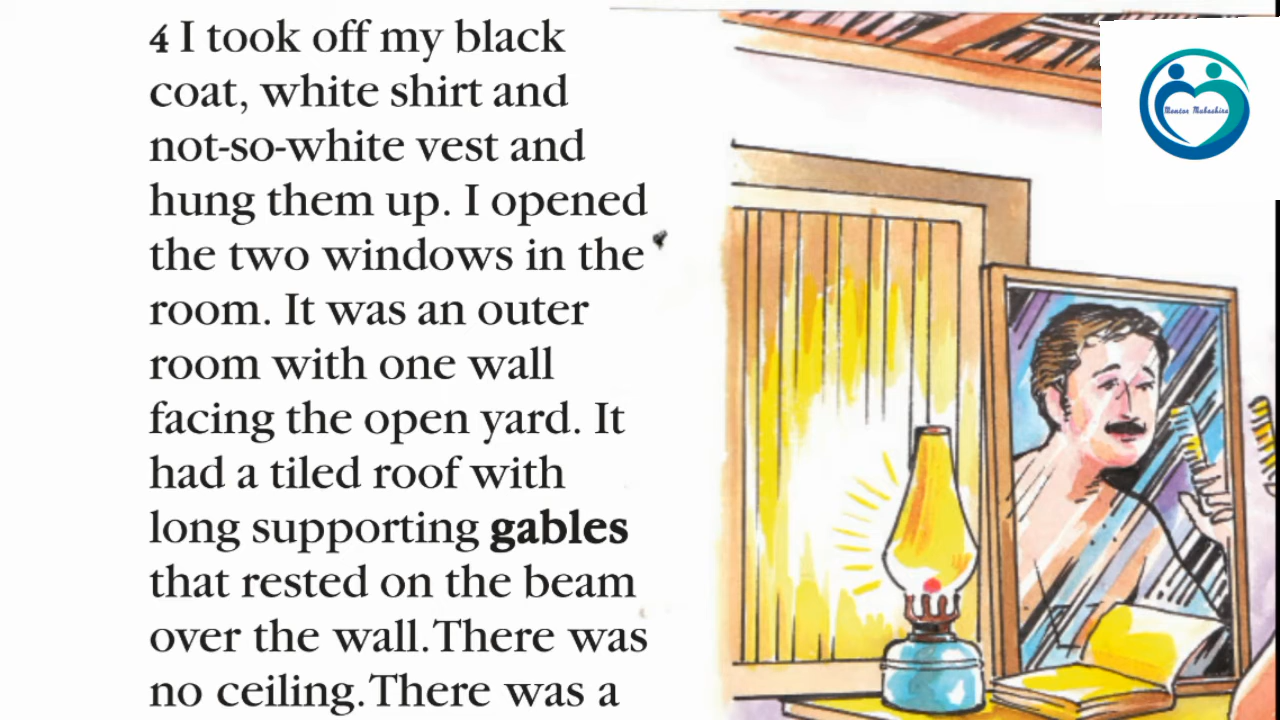 4 I took off my black
coat, white shirt and
not-so-white vest and
hung them up. I opened
the two windows in the
room. It was an outer
room with one wall
facing the open yard. It
had a tiled roof with
long supporting gables
that rested on the beam
over the wall. There was
no ceiling. There was a
Mentor Mubashira